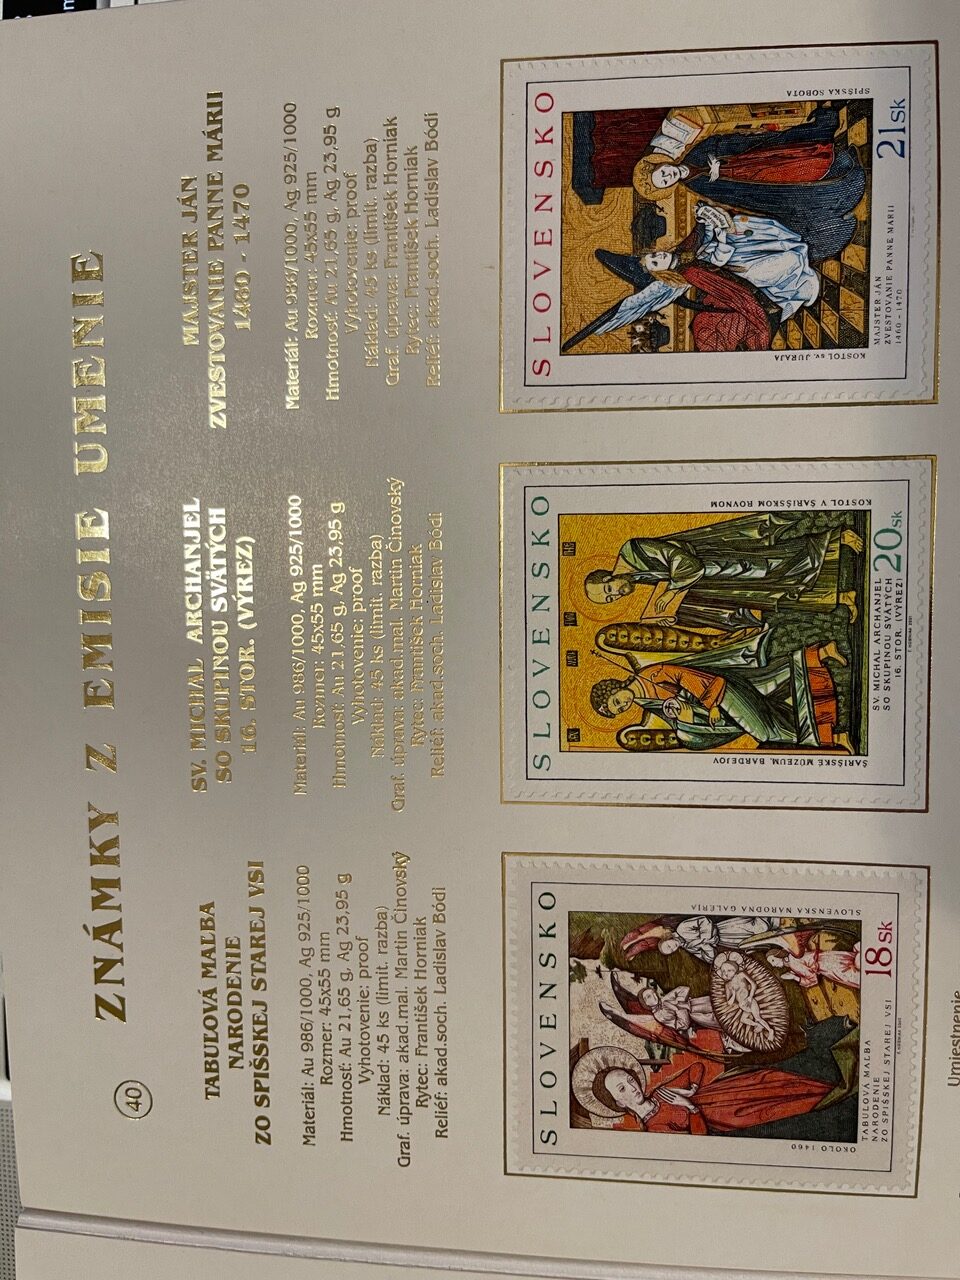 40
ZNÁMKY Z EMISIE UMENIE
TABUĽOVÁ MAĽBA
NARODENIE
ZO SPIŠSKEJ STAREJ VSI
Materiál: Au 986/1000, Ag 925/1000
Rozmer: 45x55 mm
Hmotnosť: Au 21,65 g, Ag 23,95 g
Vyhotovenie: proof
Náklad: 45 ks (limit. razba)
Graf. úprava: akad.mal. Martin Činovský
Rytec: František Horniak
Reliéf: akad.soch. Ladislav Bódi
SV. MICHAL ARCHANJEL
SO SKUPINOU SVÄTÝCH
16. STOR. (VÝREZ)
Materiál: Au 986/1000, Ag 925/1000
Rozmer: 45x55 mm
Hmotnosť: Au 21,65 g, Ag 23,95 g
Vyhotovenie: proof
Náklad: 45 ks (limit. razba)
Graf. úprava: akad.mal. Martin Činovský
Rytec: František Horniak
Reliéf: akad.soch. Ladislav Bódi
MAJSTER JÁN
ZVESTOVANIE PANNE MÁRII
1460 - 1470
Materiál: Au 986/1000, Ag 925/1000
Rozmer: 45x55 mm
Hmotnosť: Au 21,65 g, Ag 23,95 g
Vyhotovenie: proof
Náklad: 45 ks (limit. razba)
Graf. úprava: František Horniak
Rytec: František Horniak
Reliéf: akad.soch. Ladislav Bódi
SLOVENSKO
OKOLO 1460
SLOVENSKÁ NÁRODNÁ GALÉRIA
TABUĽOVÁ MAĽBA
NARODENIE
ZO SPIŠSKEJ STAREJ VSI
18 SK
SLOVENSKO
ŠARIŠSKÉ MÚZEUM, BARDEJOV
KOSTOL V ŠARIŠSKOM ROVNOM
SV. MICHAL ARCHANJEL
SO SKUPINOU SVÄTÝCH
16. STOR. (VÝREZ)
20 SK
SLOVENSKO
KOSTOL SV. JURAJA
SPIŠSKÁ SOBOTA
MAJSTER JÁN
ZVESTOVANIE PANNE MÁRII
1460 - 1470
21 SK
Umiestnenie